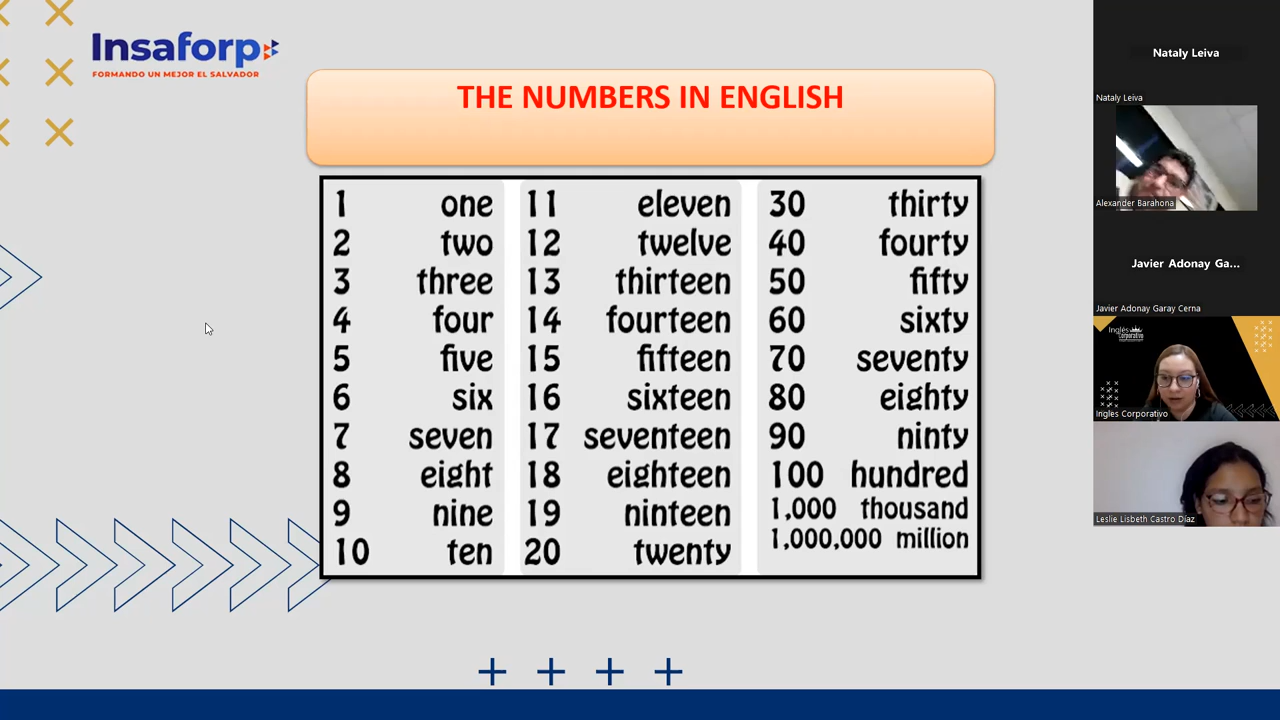 Insaforp
FORMANDO UN MEJOR EL SALVADOR
THE NUMBERS IN ENGLISH
1 one
2 two
3 three
4 four
5 five
6 six
7 seven
8 eight
9 nine
10 ten
11 eleven
12 twelve
13 thirteen
14 fourteen
15 fifteen
16 sixteen
17 seventeen
18 eighteen
19 ninteen
20 twenty
30 thirty
40 fourty
50 fifty
60 sixty
70 seventy
80 eighty
90 ninty
100 hundred
1,000 thousand
1,000,000 million
Nataly Leiva
Nataly Leiva
Alexander Barahona
Javier Adonay Ga...
Javier Adonay Garay Cerna
Inglés
Corporativo
Ingles Corporativo
Leslie Lisbeth Castro Díaz